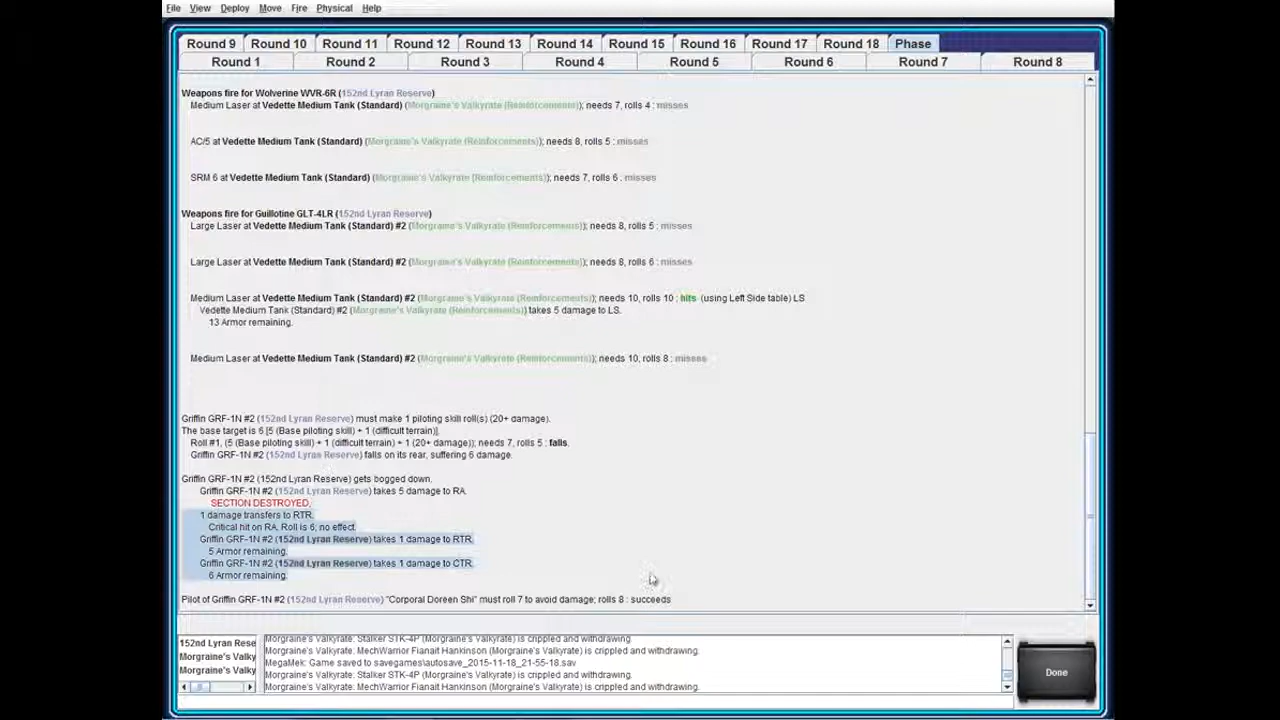 File View Deploy Move Fire Physical Help
Round 9 Round 10 Round 11 Round 12 Round 13 Round 14 Round 15 Round 16 Round 17 Round 18 Phase
Round 1 Round 2 Round 3 Round 4 Round 5 Round 6 Round 7 Round 8
Weapons fire for Wolverine WVR-6R (152nd Lyran Reserve)
Medium Laser at Vedette Medium Tank (Standard) (Morgraine's Valkyrate (Reinforcements)); needs 7, rolls 4 : misses
AC/5 at Vedette Medium Tank (Standard) (Morgraine's Valkyrate (Reinforcements)); needs 8, rolls 5 : misses
SRM 6 at Vedette Medium Tank (Standard) (Morgraine's Valkyrate (Reinforcements)); needs 7, rolls 6 : misses
Weapons fire for Guillotine GLT-4LR (152nd Lyran Reserve)
Large Laser at Vedette Medium Tank (Standard) #2 (Morgraine's Valkyrate (Reinforcements)); needs 8, rolls 5 : misses
Large Laser at Vedette Medium Tank (Standard) #2 (Morgraine's Valkyrate (Reinforcements)); needs 8, rolls 6 : misses
Medium Laser at Vedette Medium Tank (Standard) #2 (Morgraine's Valkyrate (Reinforcements)); needs 10, rolls 10 : hits (using Left Side table) LS
Vedette Medium Tank (Standard) #2 (Morgraine's Valkyrate (Reinforcements)) takes 5 damage to LS.
13 Armor remaining.
Medium Laser at Vedette Medium Tank (Standard) #2 (Morgraine's Valkyrate (Reinforcements)); needs 10, rolls 8 : misses
Griffin GRF-1N #2 (152nd Lyran Reserve) must make 1 piloting skill roll(s) (20+ damage).
The base target is 6 [5 (Base piloting skill) + 1 (difficult terrain)].
Roll #1, (5 (Base piloting skill) + 1 (difficult terrain) + 1 (20+ damage)); needs 7, rolls 5 : falls.
Griffin GRF-1N #2 (152nd Lyran Reserve) falls on its rear, suffering 6 damage.
Griffin GRF-1N #2 (152nd Lyran Reserve) gets bogged down.
Griffin GRF-1N #2 (152nd Lyran Reserve) takes 5 damage to RA.
SECTION DESTROYED,
1 damage transfers to RTR.
Critical hit on RA. Roll is 6; no effect.
Griffin GRF-1N #2 (152nd Lyran Reserve) takes 1 damage to RTR.
5 Armor remaining.
Griffin GRF-1N #2 (152nd Lyran Reserve) takes 1 damage to CTR.
6 Armor remaining.
Pilot of Griffin GRF-1N #2 (152nd Lyran Reserve) "Corporal Doreen Shi" must roll 7 to avoid damage; rolls 8 : succeeds
152nd Lyran Rese
Morgraine's Valky
Morgraine's Valky
Morgraine's Valkyrate: Stalker STK-4P (Morgraine's Valkyrate) is crippled and withdrawing.
Morgraine's Valkyrate: MechWarrior Fianait Hankinson (Morgraine's Valkyrate) is crippled and withdrawing.
MegaMek: Game saved to savegames\autosave_2015-11-18_21-55-18.sav
Morgraine's Valkyrate: Stalker STK-4P (Morgraine's Valkyrate) is crippled and withdrawing.
Morgraine's Valkyrate: MechWarrior Fianait Hankinson (Morgraine's Valkyrate) is crippled and withdrawing.
Done